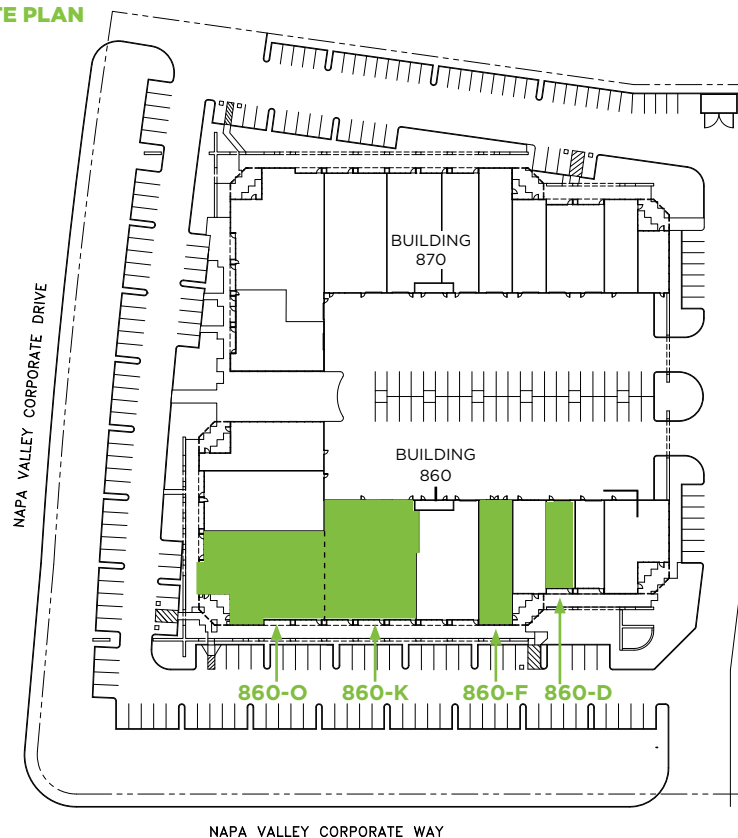 TE PLAN
BUILDING
870
NAPA VALLEY CORPORATE DRIVE
BUILDING
860
860-O
860-K
860-F
860-D
NAPA VALLEY CORPORATE WAY